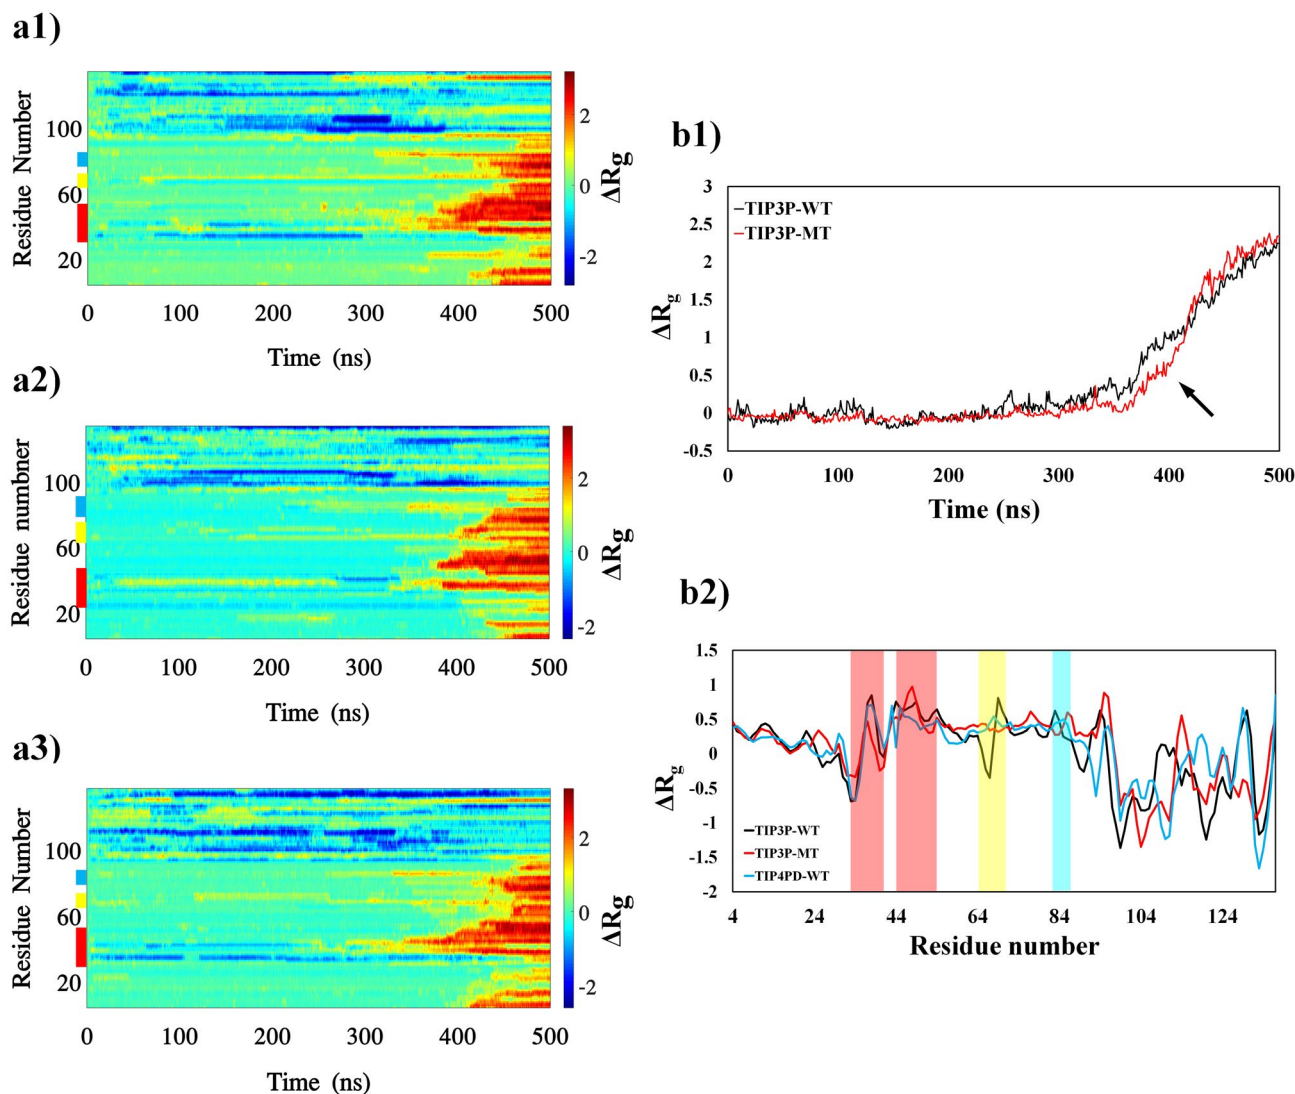 a1)
Residue Number
100
60
20
0 100 200 300 400 500
Time (ns)
2
0
-2
ΔRg
a2)
Residue numbner
100
60
20
0 100 200 300 400 500
Time (ns)
2
0
-2
ΔRg
a3)
Residue Number
100
60
20
0 100 200 300 400 500
Time (ns)
2
0
-2
ΔRg
b1)
3
2.5
2
1.5
1
0.5
0
-0.5
ΔRg
TIP3P-WT
TIP3P-MT
0 100 200 300 400 500
Time (ns)
b2)
1.5
1
0.5
0
-0.5
-1
-1.5
-2
ΔRg
TIP3P-WT
TIP3P-MT
TIP4PD-WT
4 24 44 64 84 104 124
Residue number